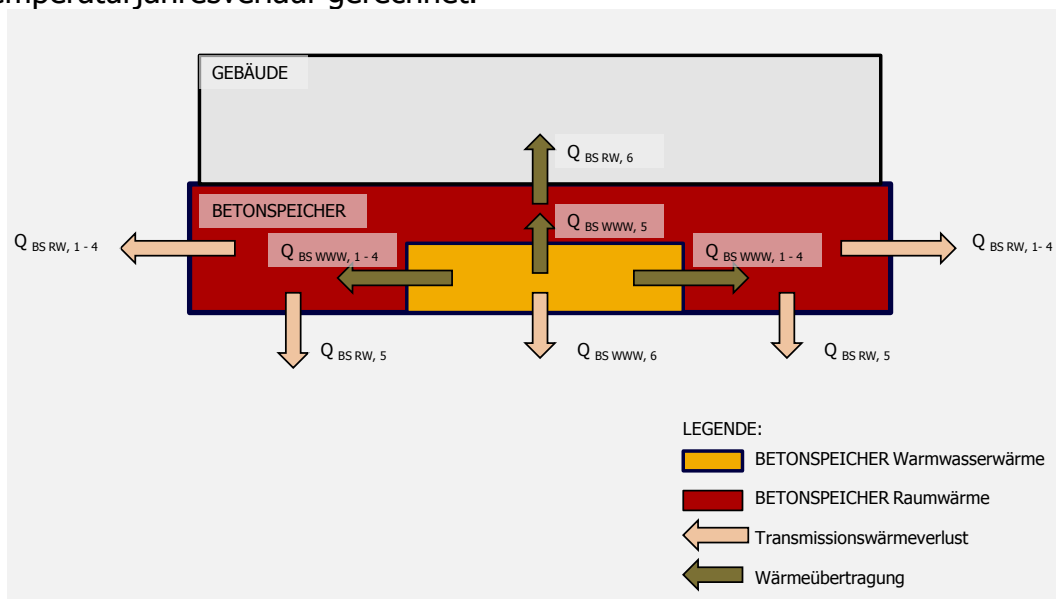 emperaturjahresverlauf gerechnet.
GEBÄUDE
Q BS RW, 6
BETONSPEICHER
Q BS WWW, 5
Q BS RW, 1 - 4
Q BS WWW, 1 - 4
Q BS WWW, 1 - 4
Q BS RW, 1- 4
Q BS RW, 5
Q BS WWW, 6
Q BS RW, 5
LEGENDE:
BETONSPEICHER Warmwasserwärme
BETONSPEICHER Raumwärme
Transmissionswärmeverlust
Wärmeübertragung